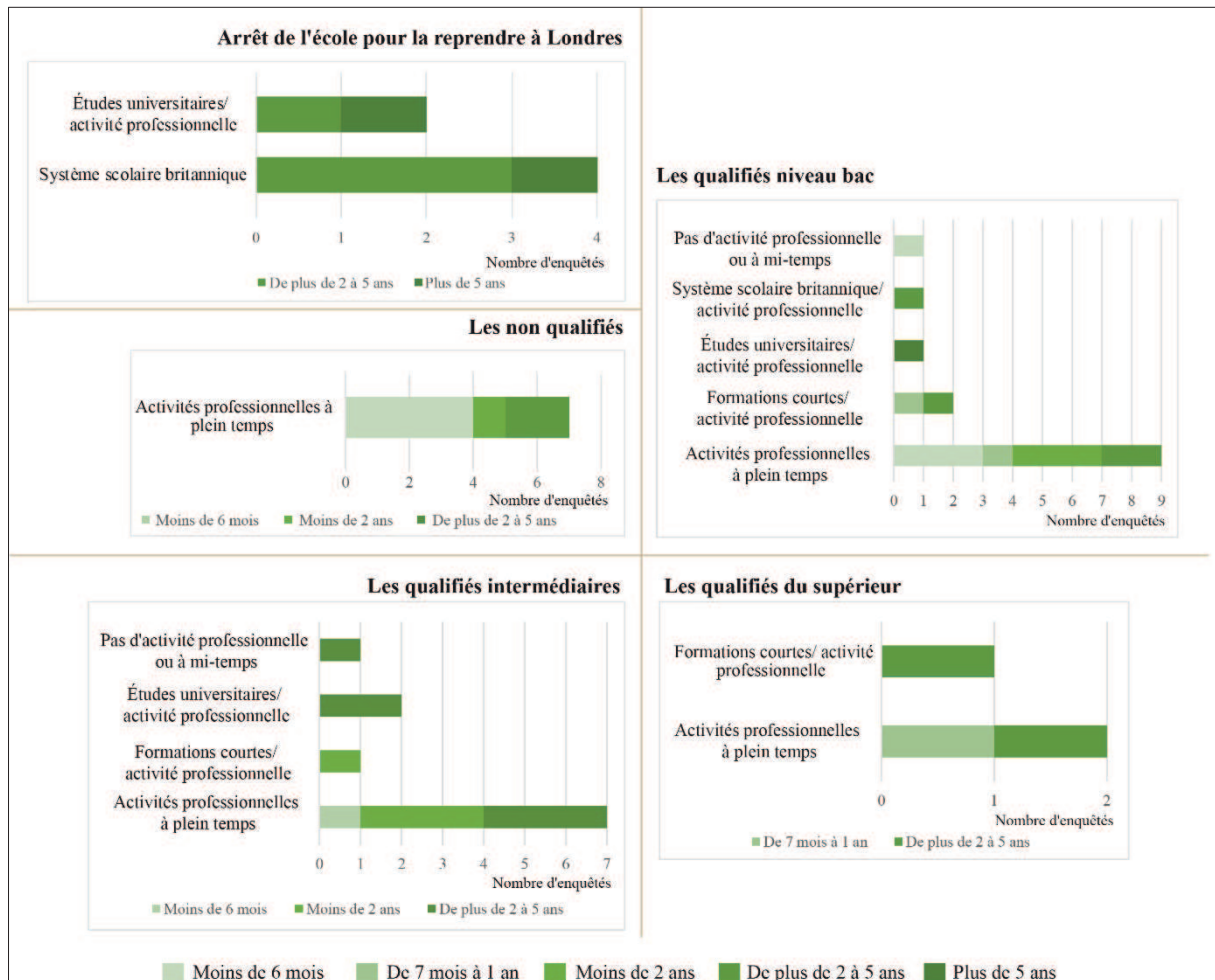 Arrêt de l'école pour la reprendre à Londres
Études universitaires/
activité professionnelle
Système scolaire britannique
0 1 2 3 4
Nombre d'enquêtés
De plus de 2 à 5 ans Plus de 5 ans
Les qualifiés niveau bac
Pas d'activité professionnelle
ou à mi-temps
Système scolaire britannique/
activité professionnelle
Études universitaires/
activité professionnelle
Formations courtes/
activité professionnelle
Activités professionnelles
à plein temps
0 1 2 3 4 5 6 7 8 9
Nombre d'enquêtés
Les non qualifiés
Activités professionnelles à
plein temps
0 2 4 6 8
Nombre d'enquêtés
Moins de 6 mois Moins de 2 ans De plus de 2 à 5 ans
Les qualifiés intermédiaires
Pas d'activité professionnelle
ou à mi-temps
Études universitaires/
activité professionnelle
Formations courtes/
activité professionnelle
Activités professionnelles
à plein temps
0 1 2 3 4 5 6 7
Nombre d'enquêtés
Moins de 6 mois Moins de 2 ans De plus de 2 à 5 ans
Les qualifiés du supérieur
Formations courtes/ activité
professionnelle
Activités professionnelles
à plein temps
0 1 2
Nombre d'enquêtés
De 7 mois à 1 an De plus de 2 à 5 ans
Moins de 6 mois De 7 mois à 1 an Moins de 2 ans De plus de 2 à 5 ans Plus de 5 ans